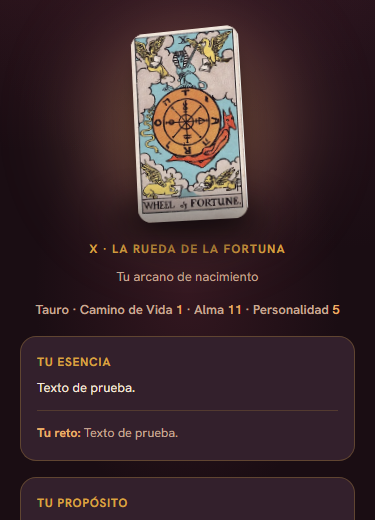 WHEEL of FORTUNE.
X · LA RUEDA DE LA FORTUNA
Tu arcano de nacimiento
Tauro · Camino de Vida 1 · Alma 11 · Personalidad 5
TU ESENCIA
Texto de prueba.
Tu reto: Texto de prueba.
TU PROPÓSITO